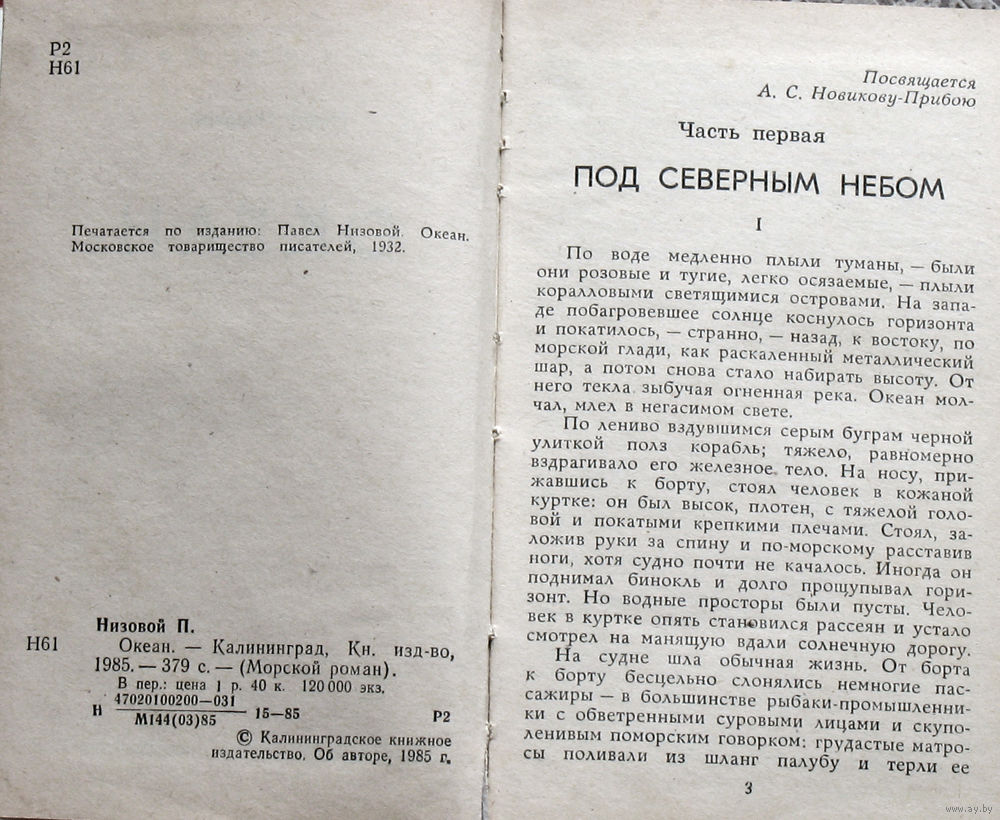 Р2
Н61
Печатается по изданию: Павел Низовой. Океан.
Московское товарищество писателей, 1932.
Низовой П.
Н61
Океан. — Калининград, Кн. изд-во,
1985. — 379 с. — (Морской роман).
В пер.: цена 1 р. 40 к. 120 000 экз.
Н 47020100200—031
М144(03)85 15—85
Р2
© Калининградское книжное
издательство. Об авторе, 1985 г.
Посвящается
А. С. Новикову-Прибою
Часть первая
ПОД СЕВЕРНЫМ НЕБОМ
I
По воде медленно плыли туманы, — были
они розовые и тугие, легко осязаемые, — плыли
коралловыми светящимися островами. На запа-
де побагровевшее солнце коснулось горизонта
и покатилось, — странно, — назад, к востоку, по
морской глади, как раскаленный металлический
шар, а потом снова стало набирать высоту. От
него текла зыбучая огненная река. Океан мол-
чал, млел в негасимом свете.
По лениво вздувшимся серым буграм черной
улиткой полз корабль; тяжело, равномерно
вздрагивало его железное тело. На носу, при-
жавшись к борту, стоял человек в кожаной
куртке: он был высок, плотен, с тяжелой голо-
вой и покатыми крепкими плечами. Стоял, за-
ложив руки за спину и по-морскому расставив
ноги, хотя судно почти не качалось. Иногда он
поднимал бинокль и долго прощупывал гори-
зонт. Но водные просторы были пусты. Чело-
век в куртке опять становился рассеян и устало
смотрел на манящую вдали солнечную дорогу.
На судне шла обычная жизнь. От борта
к борту бесцельно слонялись немногие пас-
сажиры — в большинстве рыбаки-промышленни-
ки с обветренными суровыми лицами и скупо-
ленивым поморским говорком; грудастые матро-
сы поливали из шланг палубу и терли ее
3
www.ay.by